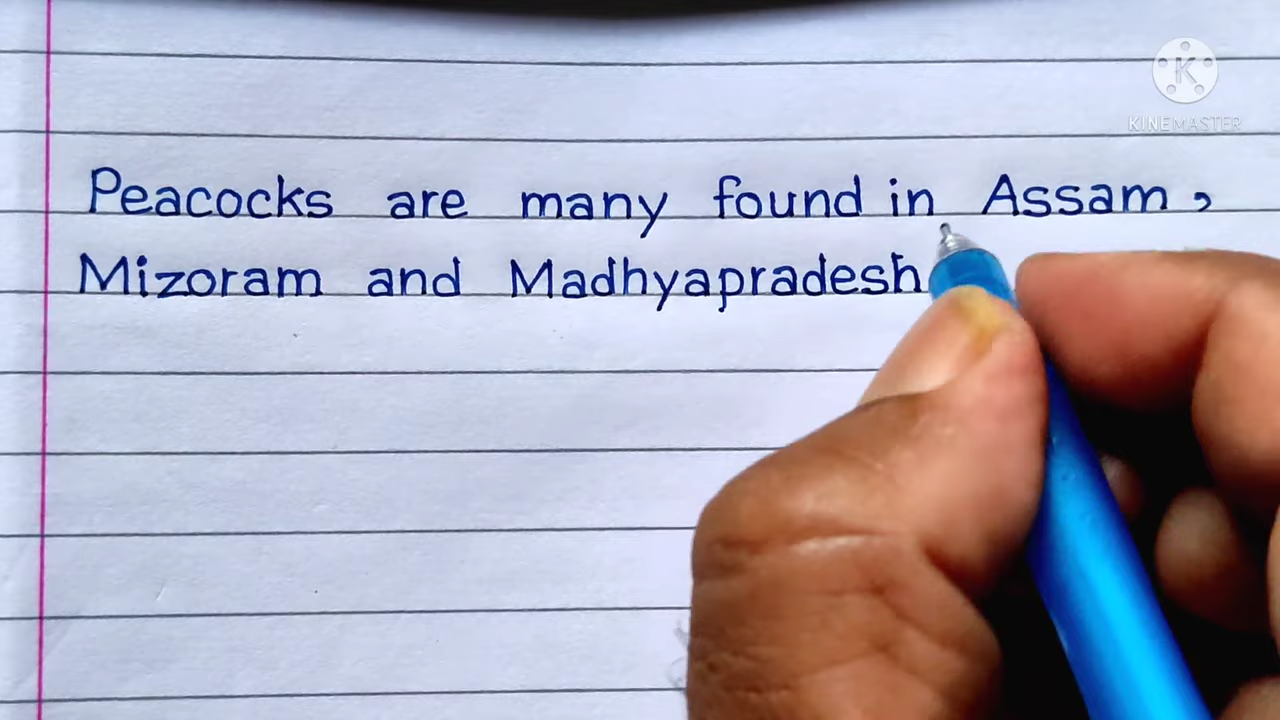 KINEMASTER
Peacocks are many found in Assam,
Mizoram and Madhyapradesh